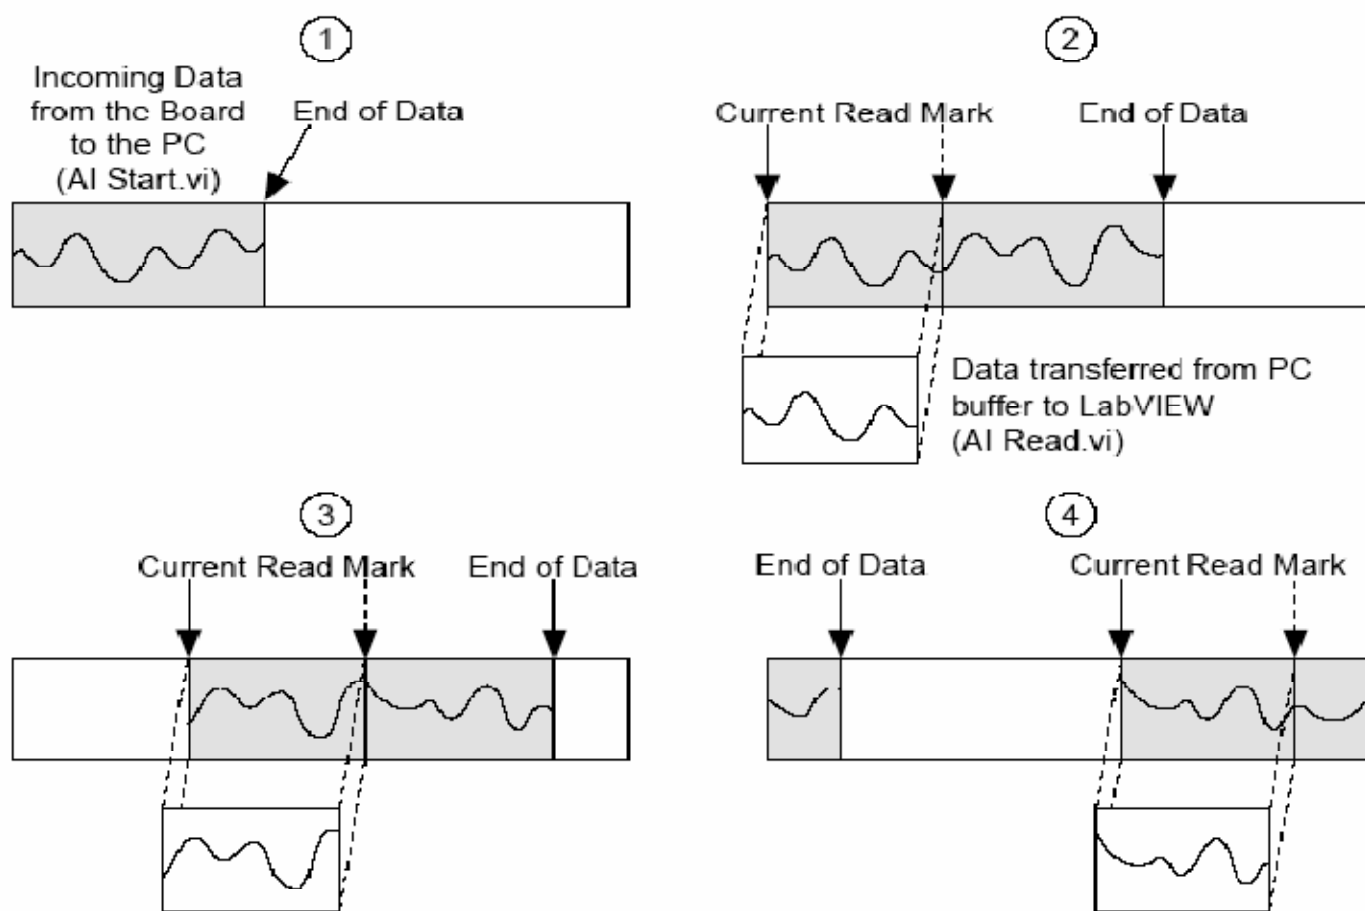 1
Incoming Data
from the Board
to the PC
(AI Start.vi)
End of Data
2
Current Read Mark
End of Data
Data transferred from PC
buffer to LabVIEW
(AI Read.vi)
3
Current Read Mark
End of Data
4
End of Data
Current Read Mark